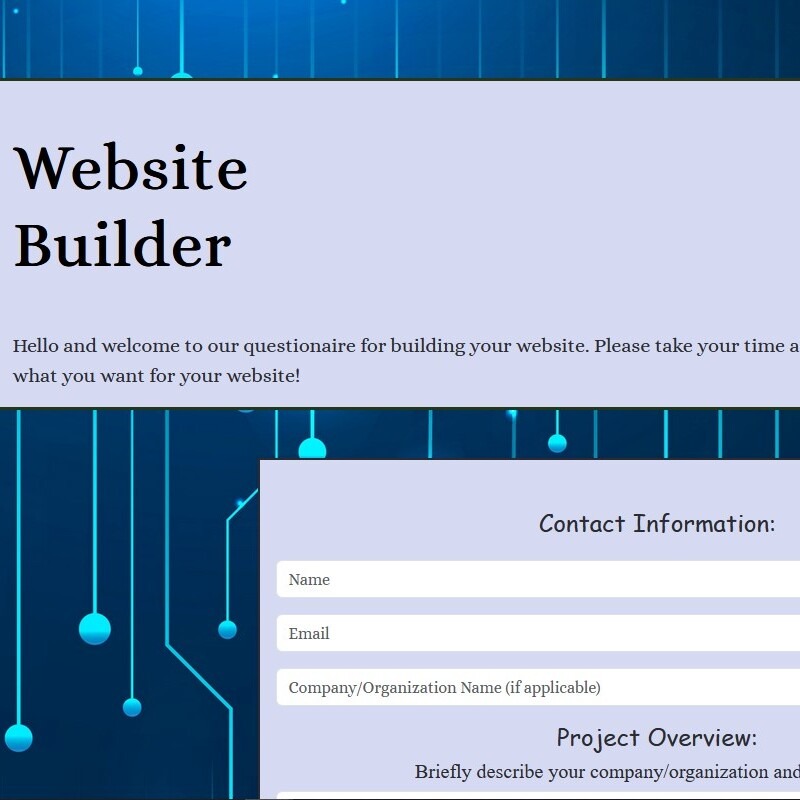 Website
Builder
Hello and welcome to our questionaire for building your website. Please take your time a
what you want for your website!
Contact Information:
Name
Email
Company/Organization Name (if applicable)
Project Overview:
Briefly describe your company/organization and